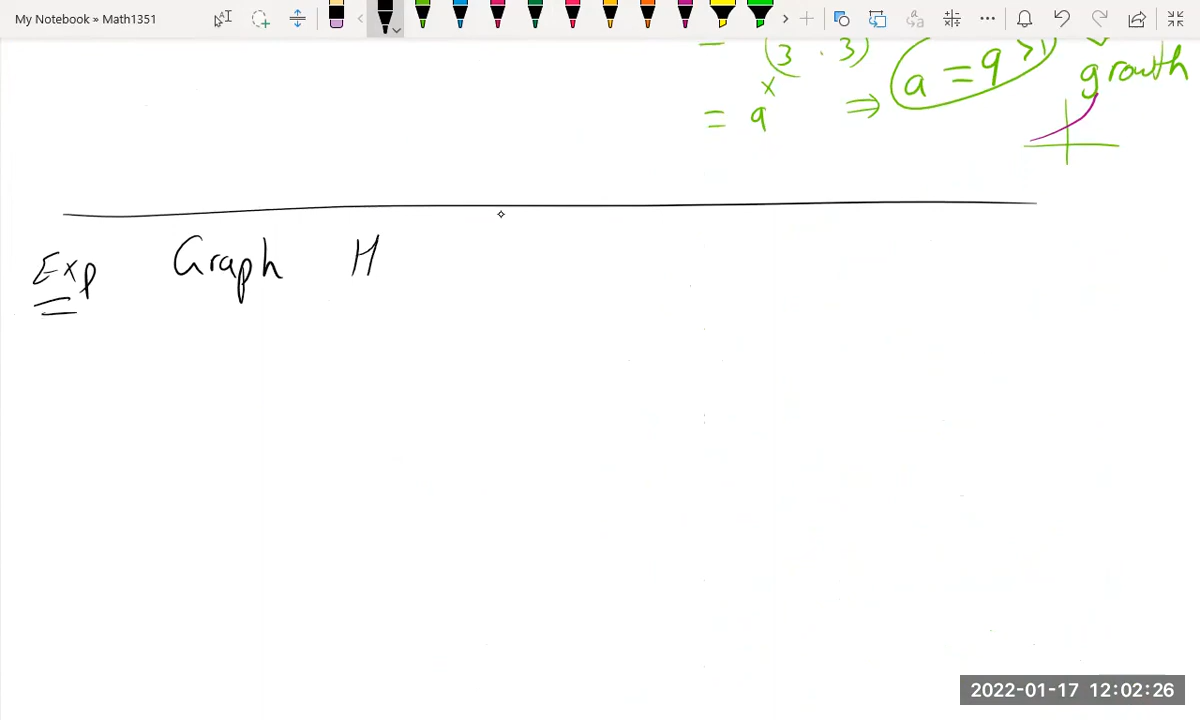 My Notebook » Math1351
= (3 · 3)
= 9^x ⇒ a = 9 > 1 growth
Exp Graph H
2022-01-17 12:02:26